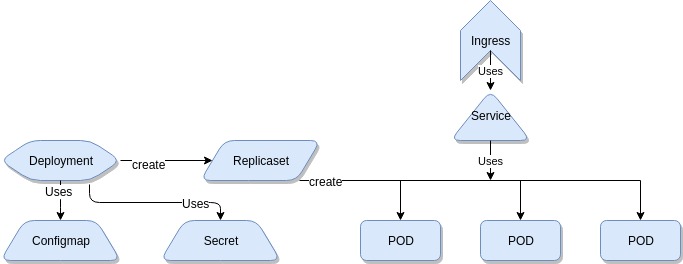 Ingress
Uses
Service
Uses
Deployment
create
Replicaset
create
Uses
Uses
Configmap
Secret
POD
POD
POD